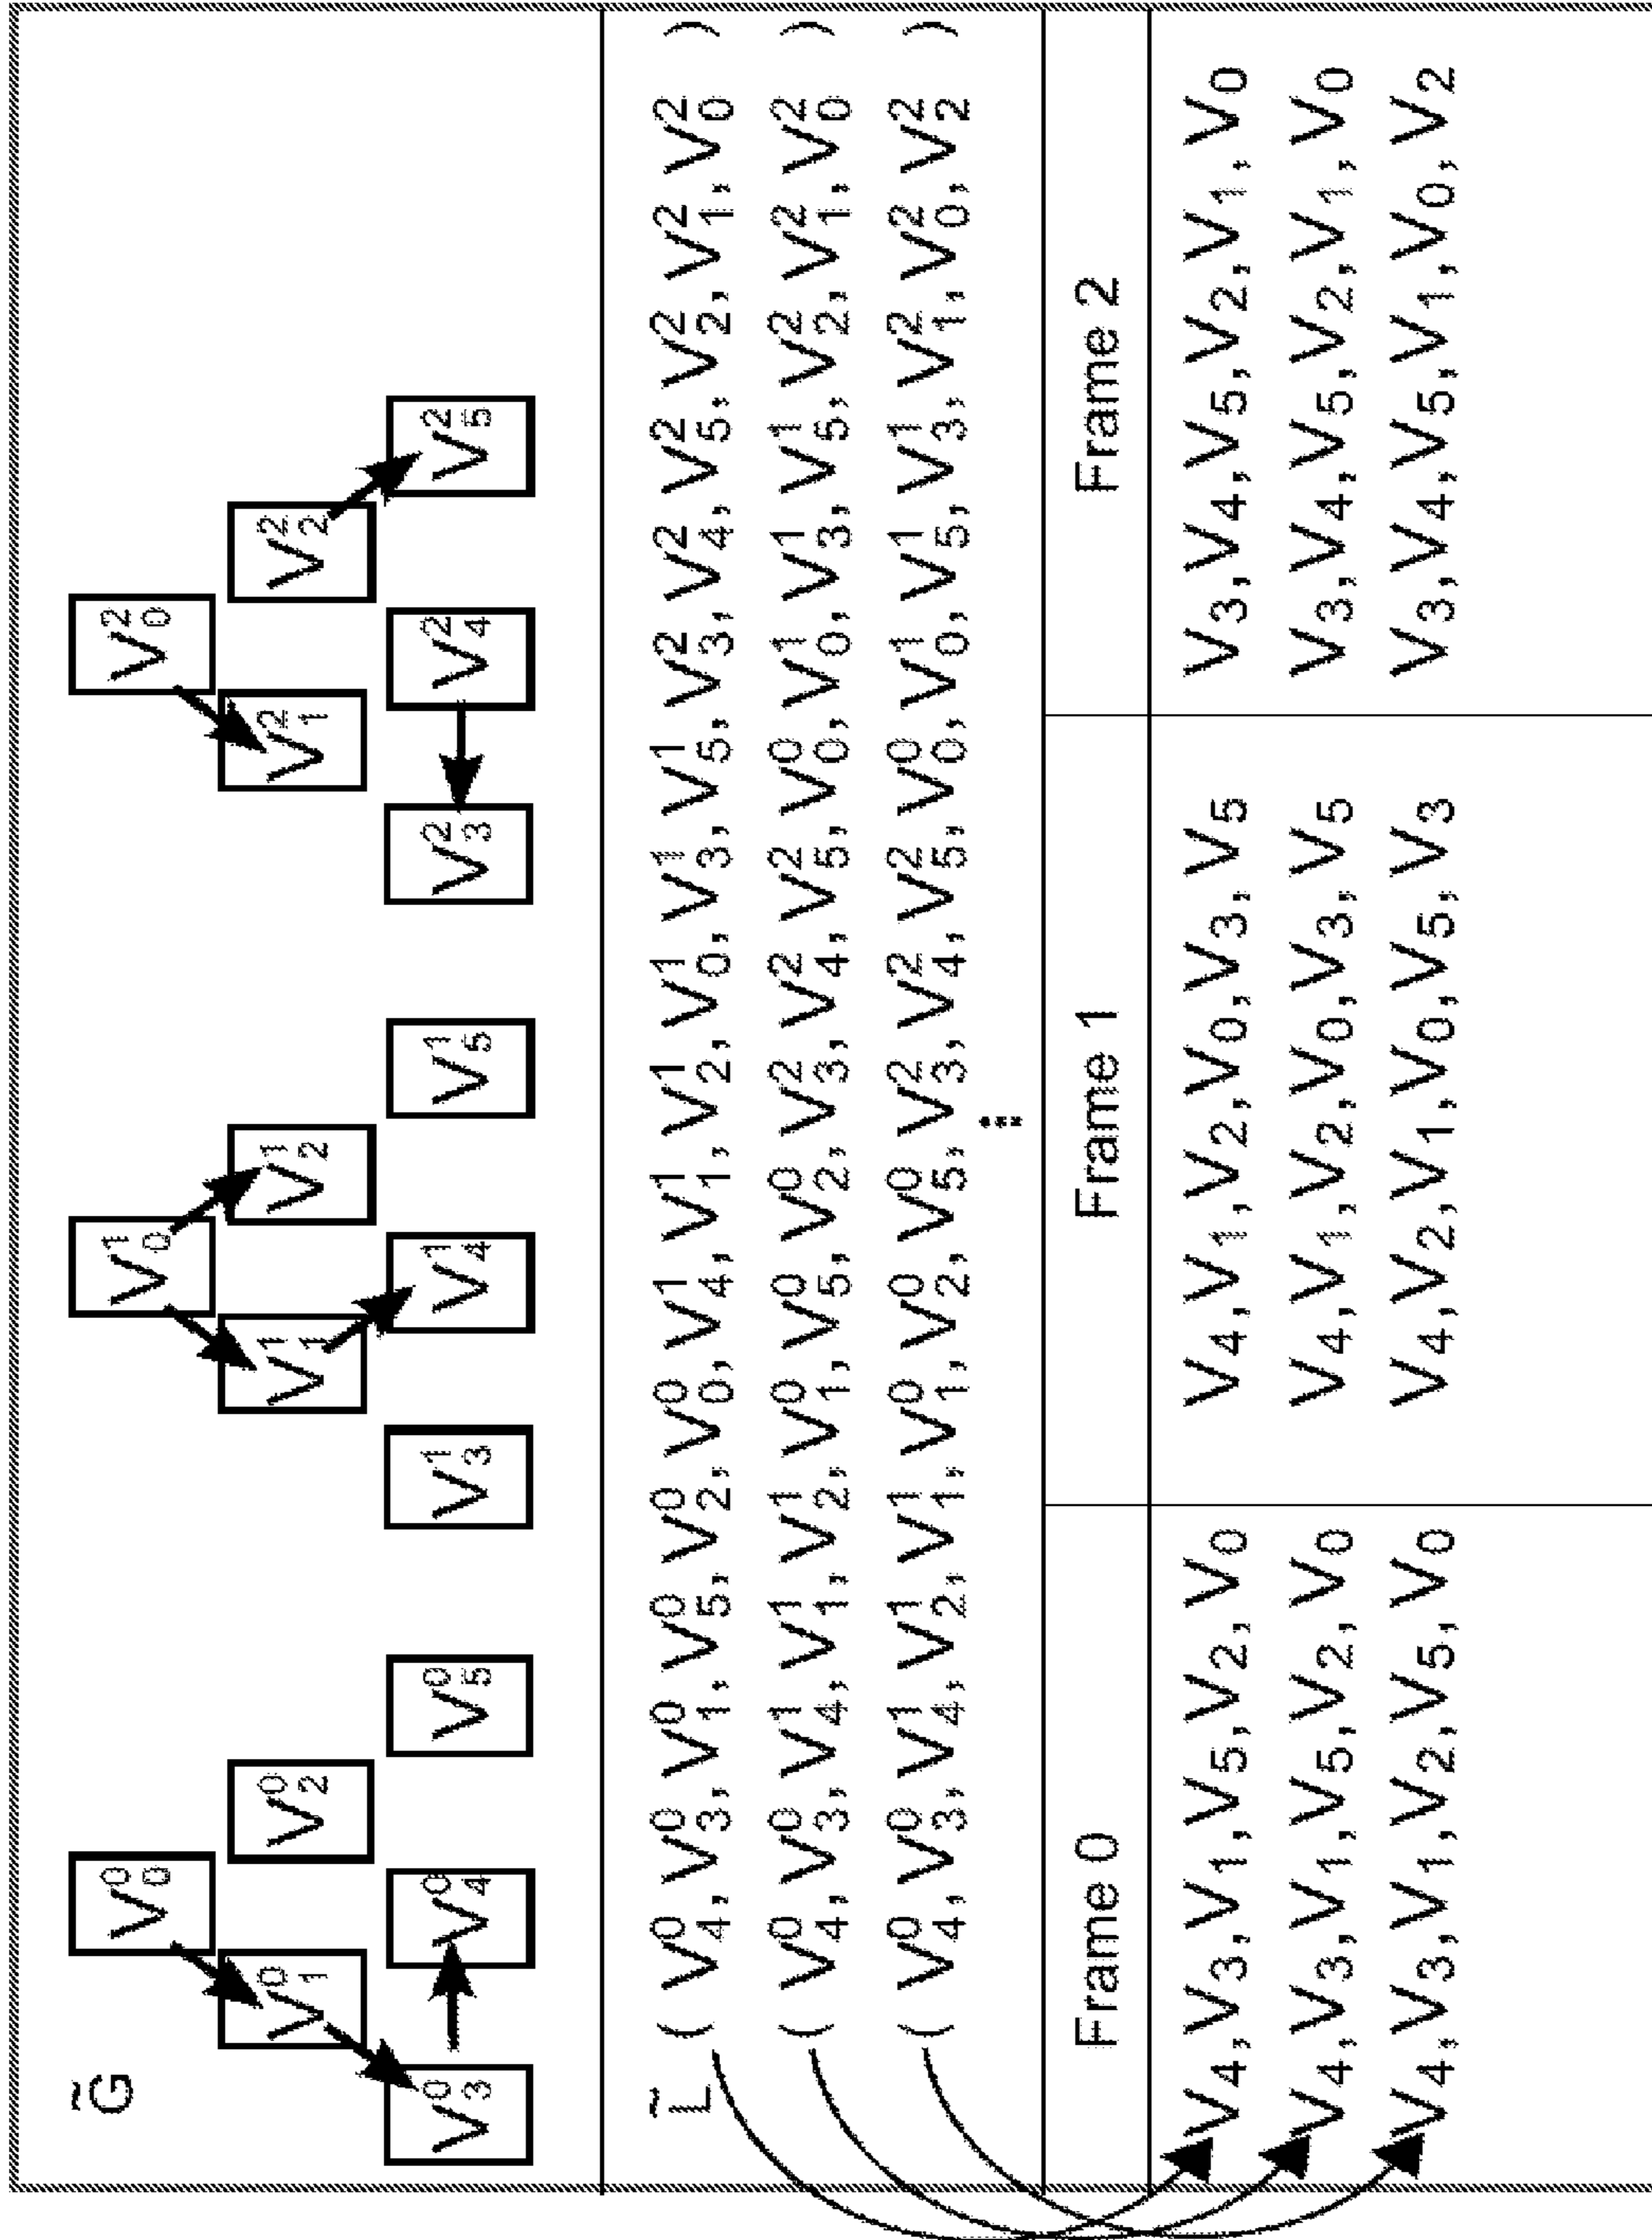 G̃ V⁰₀ V¹₀ V²₀
V⁰₁ V⁰₂ V¹₁ V¹₂ V²₁ V²₂
V⁰₃ V⁰₄ V⁰₅ V¹₃ V¹₄ V¹₅ V²₃ V²₄ V²₅
L̃ ( V⁰₄, V⁰₃, V⁰₁, V⁰₅, V⁰₂, V⁰₀, V¹₄, V¹₁, V¹₂, V¹₀, V¹₃, V¹₅, V²₃, V²₄, V²₅, V²₂, V²₁, V²₀ )
( V⁰₄, V⁰₃, V¹₄, V¹₁, V¹₂, V⁰₁, V⁰₅, V⁰₂, V²₃, V²₄, V²₅, V⁰₀, V¹₀, V¹₃, V¹₅, V²₂, V²₁, V²₀ )
( V⁰₄, V⁰₃, V¹₄, V¹₂, V¹₁, V⁰₁, V⁰₂, V⁰₅, V²₃, V²₄, V²₅, V⁰₀, V¹₀, V¹₅, V¹₃, V²₁, V²₀, V²₂ )
Frame 0 Frame 1 Frame 2
V₄,V₃,V₁,V₅,V₂,V₀ V₄,V₁,V₂,V₀,V₃,V₅ V₃,V₄,V₅,V₂,V₁,V₀
V₄,V₃,V₁,V₅,V₂,V₀ V₄,V₁,V₂,V₀,V₃,V₅ V₃,V₄,V₅,V₂,V₁,V₀
V₄,V₃,V₁,V₂,V₅,V₀ V₄,V₂,V₁,V₀,V₅,V₃ V₃,V₄,V₅,V₁,V₀,V₂